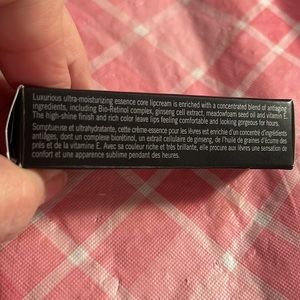 Luxurious ultra-moisturizing essence core lipcream is enriched with a concentrated blend of antiaging
ingredients, including Bio-Retinol complex, ginseng cell extract, meadowfoam seed oil and vitamin E.
The high-shine finish and rich color leave lips feeling comfortable and looking gorgeous for hours.
Somptueuse et ultrahydratante, cette crème-essence pour les lèvres est enrichie d'un concentré d'ingrédients
antiâges, dont un complexe biorétinol, un extrait cellulaire de ginseng, de l'huile de graines d'écume des
prés et de la vitamine E. Avec sa couleur riche et très brillante, elle procure aux lèvres une sensation de
confort et une apparence sublime pendant des heures.